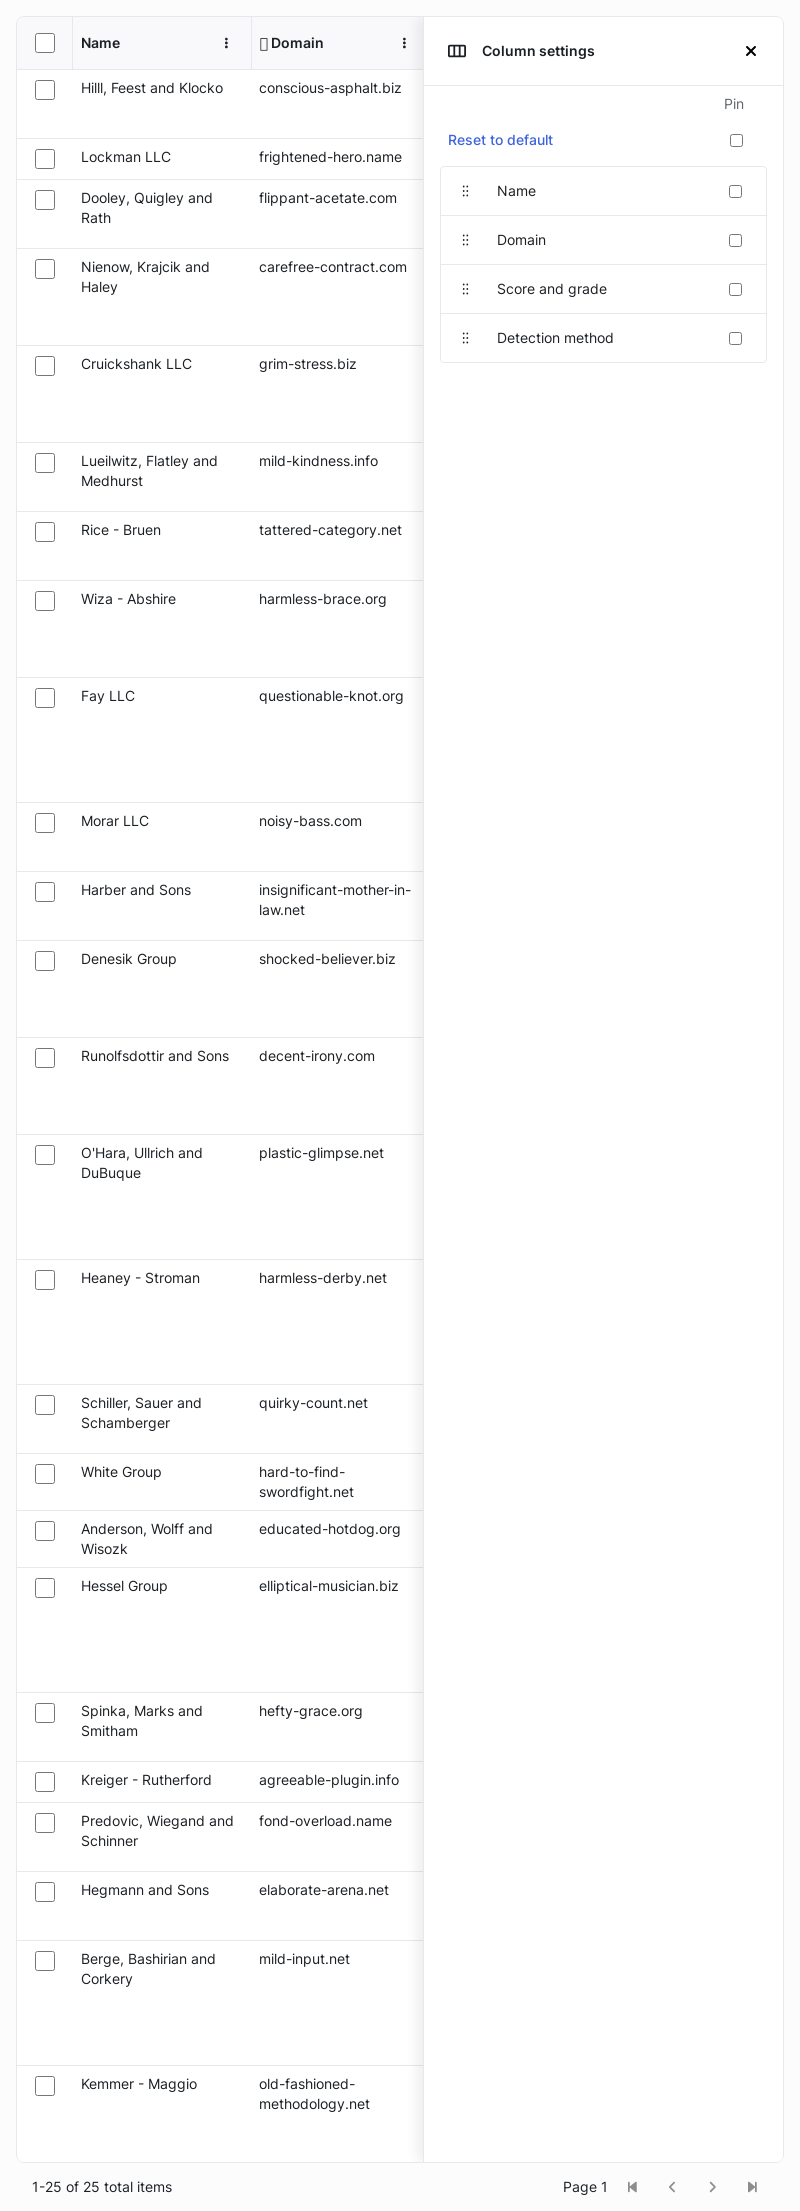 Name
Domain
Hilll, Feest and Klocko
conscious-asphalt.biz
Lockman LLC
frightened-hero.name
Dooley, Quigley and
Rath
flippant-acetate.com
Nienow, Krajcik and
Haley
carefree-contract.com
Cruickshank LLC
grim-stress.biz
Lueilwitz, Flatley and
Medhurst
mild-kindness.info
Rice - Bruen
tattered-category.net
Wiza - Abshire
harmless-brace.org
Fay LLC
questionable-knot.org
Morar LLC
noisy-bass.com
Harber and Sons
insignificant-mother-in-
law.net
Denesik Group
shocked-believer.biz
Runolfsdottir and Sons
decent-irony.com
O'Hara, Ullrich and
DuBuque
plastic-glimpse.net
Heaney - Stroman
harmless-derby.net
Schiller, Sauer and
Schamberger
quirky-count.net
White Group
hard-to-find-
swordfight.net
Anderson, Wolff and
Wisozk
educated-hotdog.org
Hessel Group
elliptical-musician.biz
Spinka, Marks and
Smitham
hefty-grace.org
Kreiger - Rutherford
agreeable-plugin.info
Predovic, Wiegand and
Schinner
fond-overload.name
Hegmann and Sons
elaborate-arena.net
Berge, Bashirian and
Corkery
mild-input.net
Kemmer - Maggio
old-fashioned-
methodology.net
Column settings
Pin
Reset to default
Name
Domain
Score and grade
Detection method
1-25 of 25 total items
Page 1